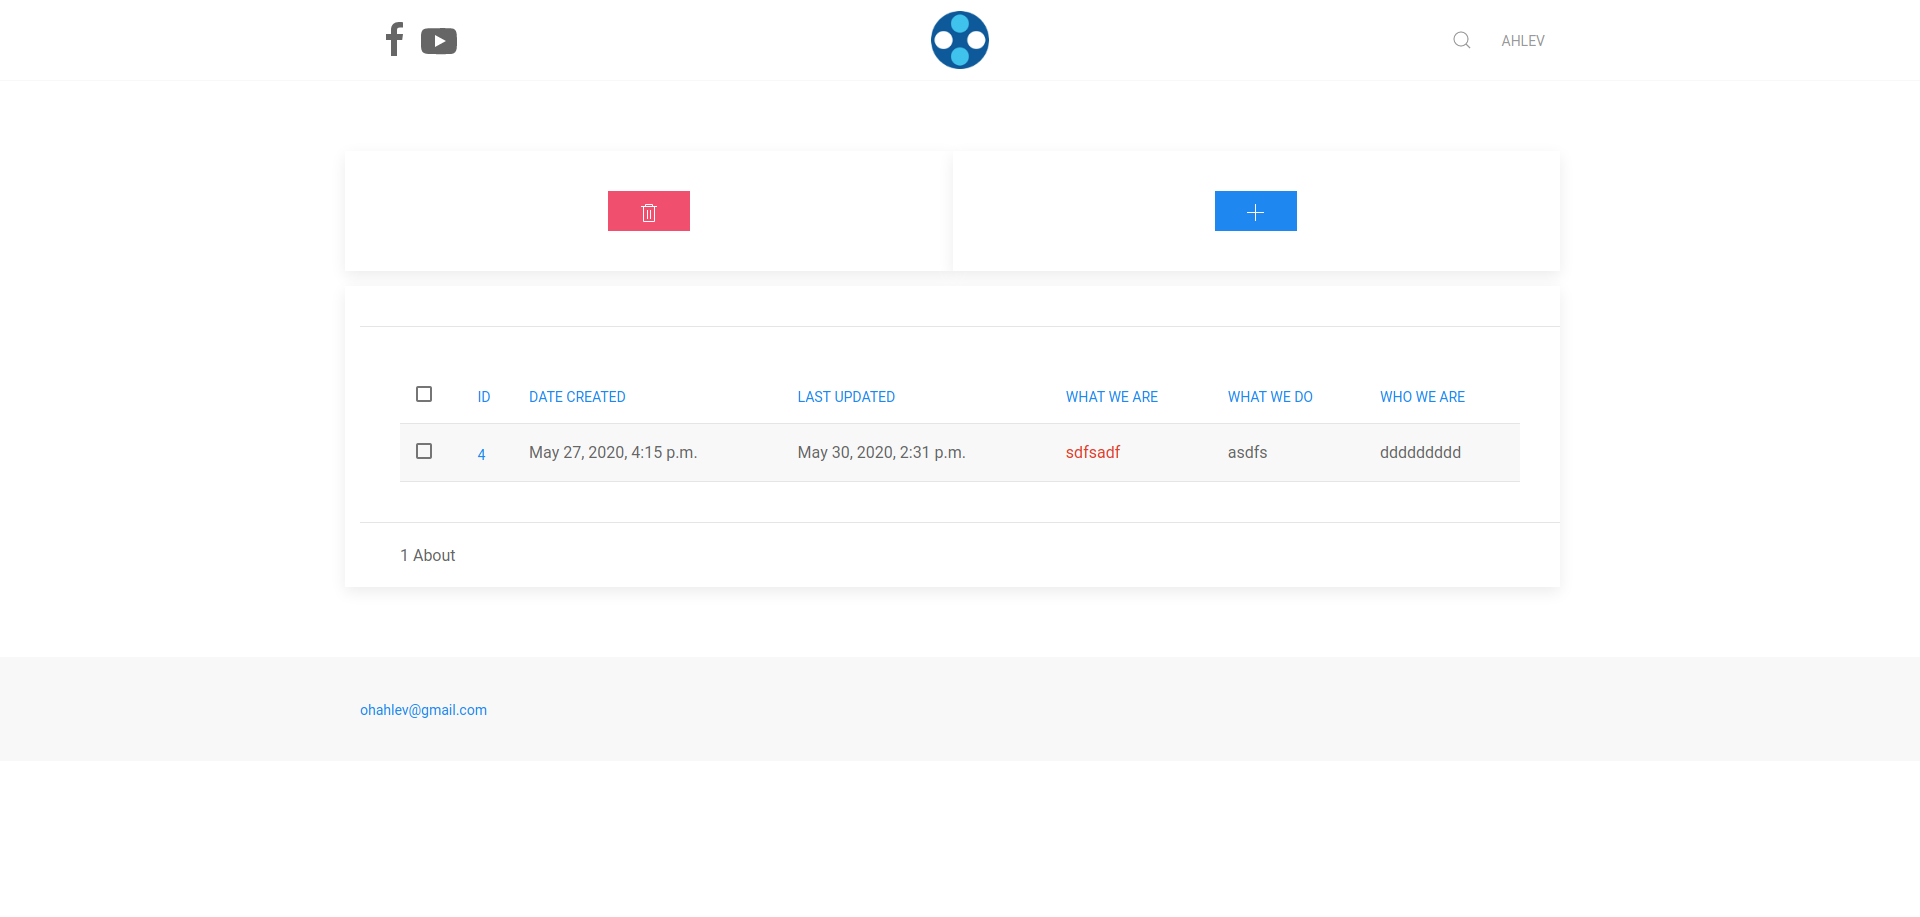 AHLEV
ID DATE CREATED LAST UPDATED WHAT WE ARE WHAT WE DO WHO WE ARE
4 May 27, 2020, 4:15 p.m. May 30, 2020, 2:31 p.m. sdfsadf asdfs ddddddddd
1 About
ohahlev@gmail.com